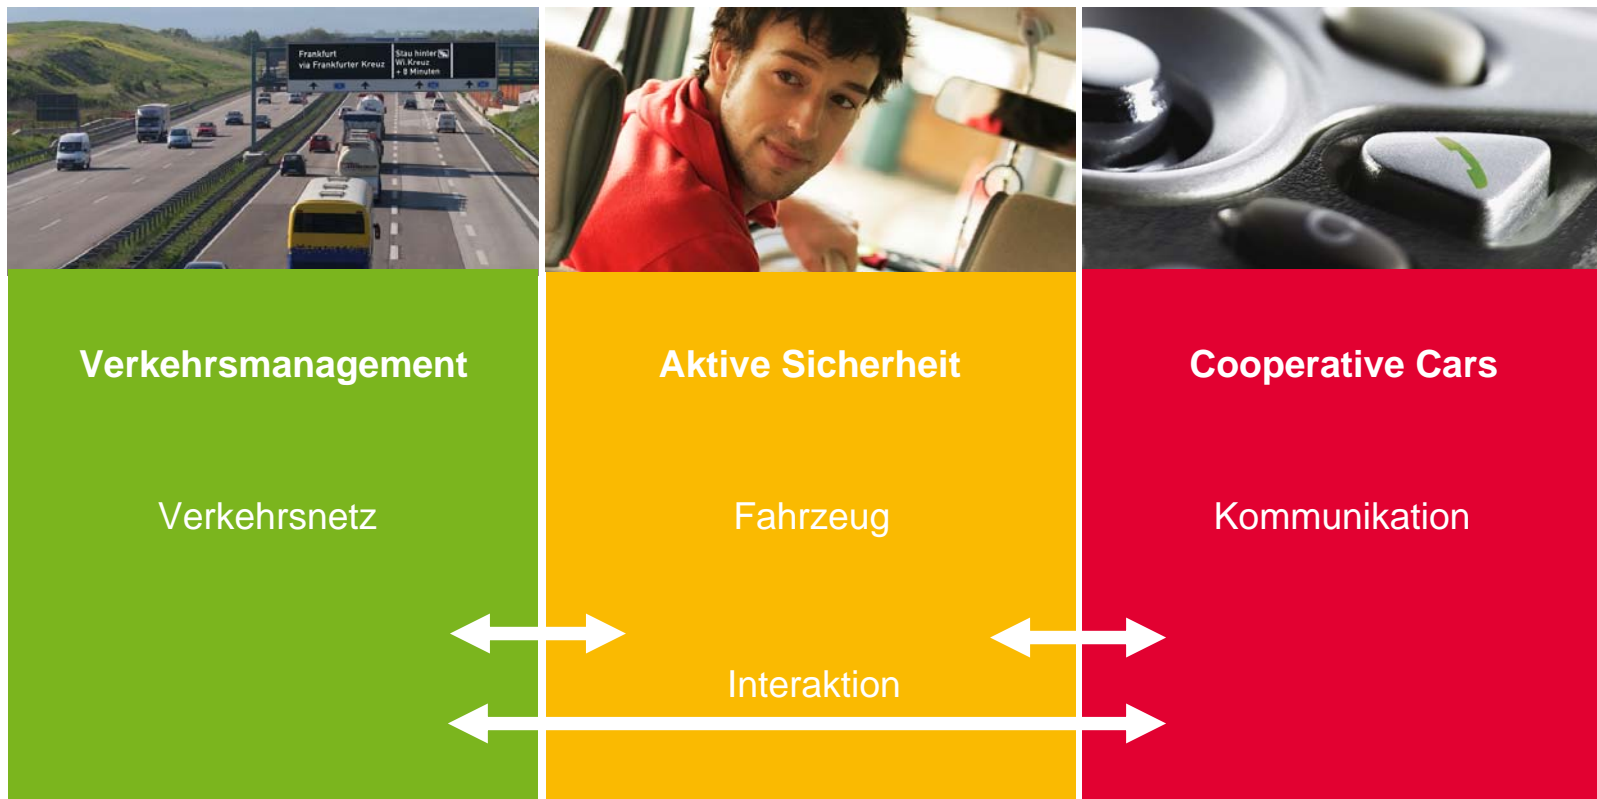 Frankfurt
via Frankfurter Kreuz
Stau hinter
Wi.Kreuz
+ 8 Minuten
Verkehrsmanagement
Aktive Sicherheit
Cooperative Cars
Verkehrsnetz
Fahrzeug
Kommunikation
Interaktion